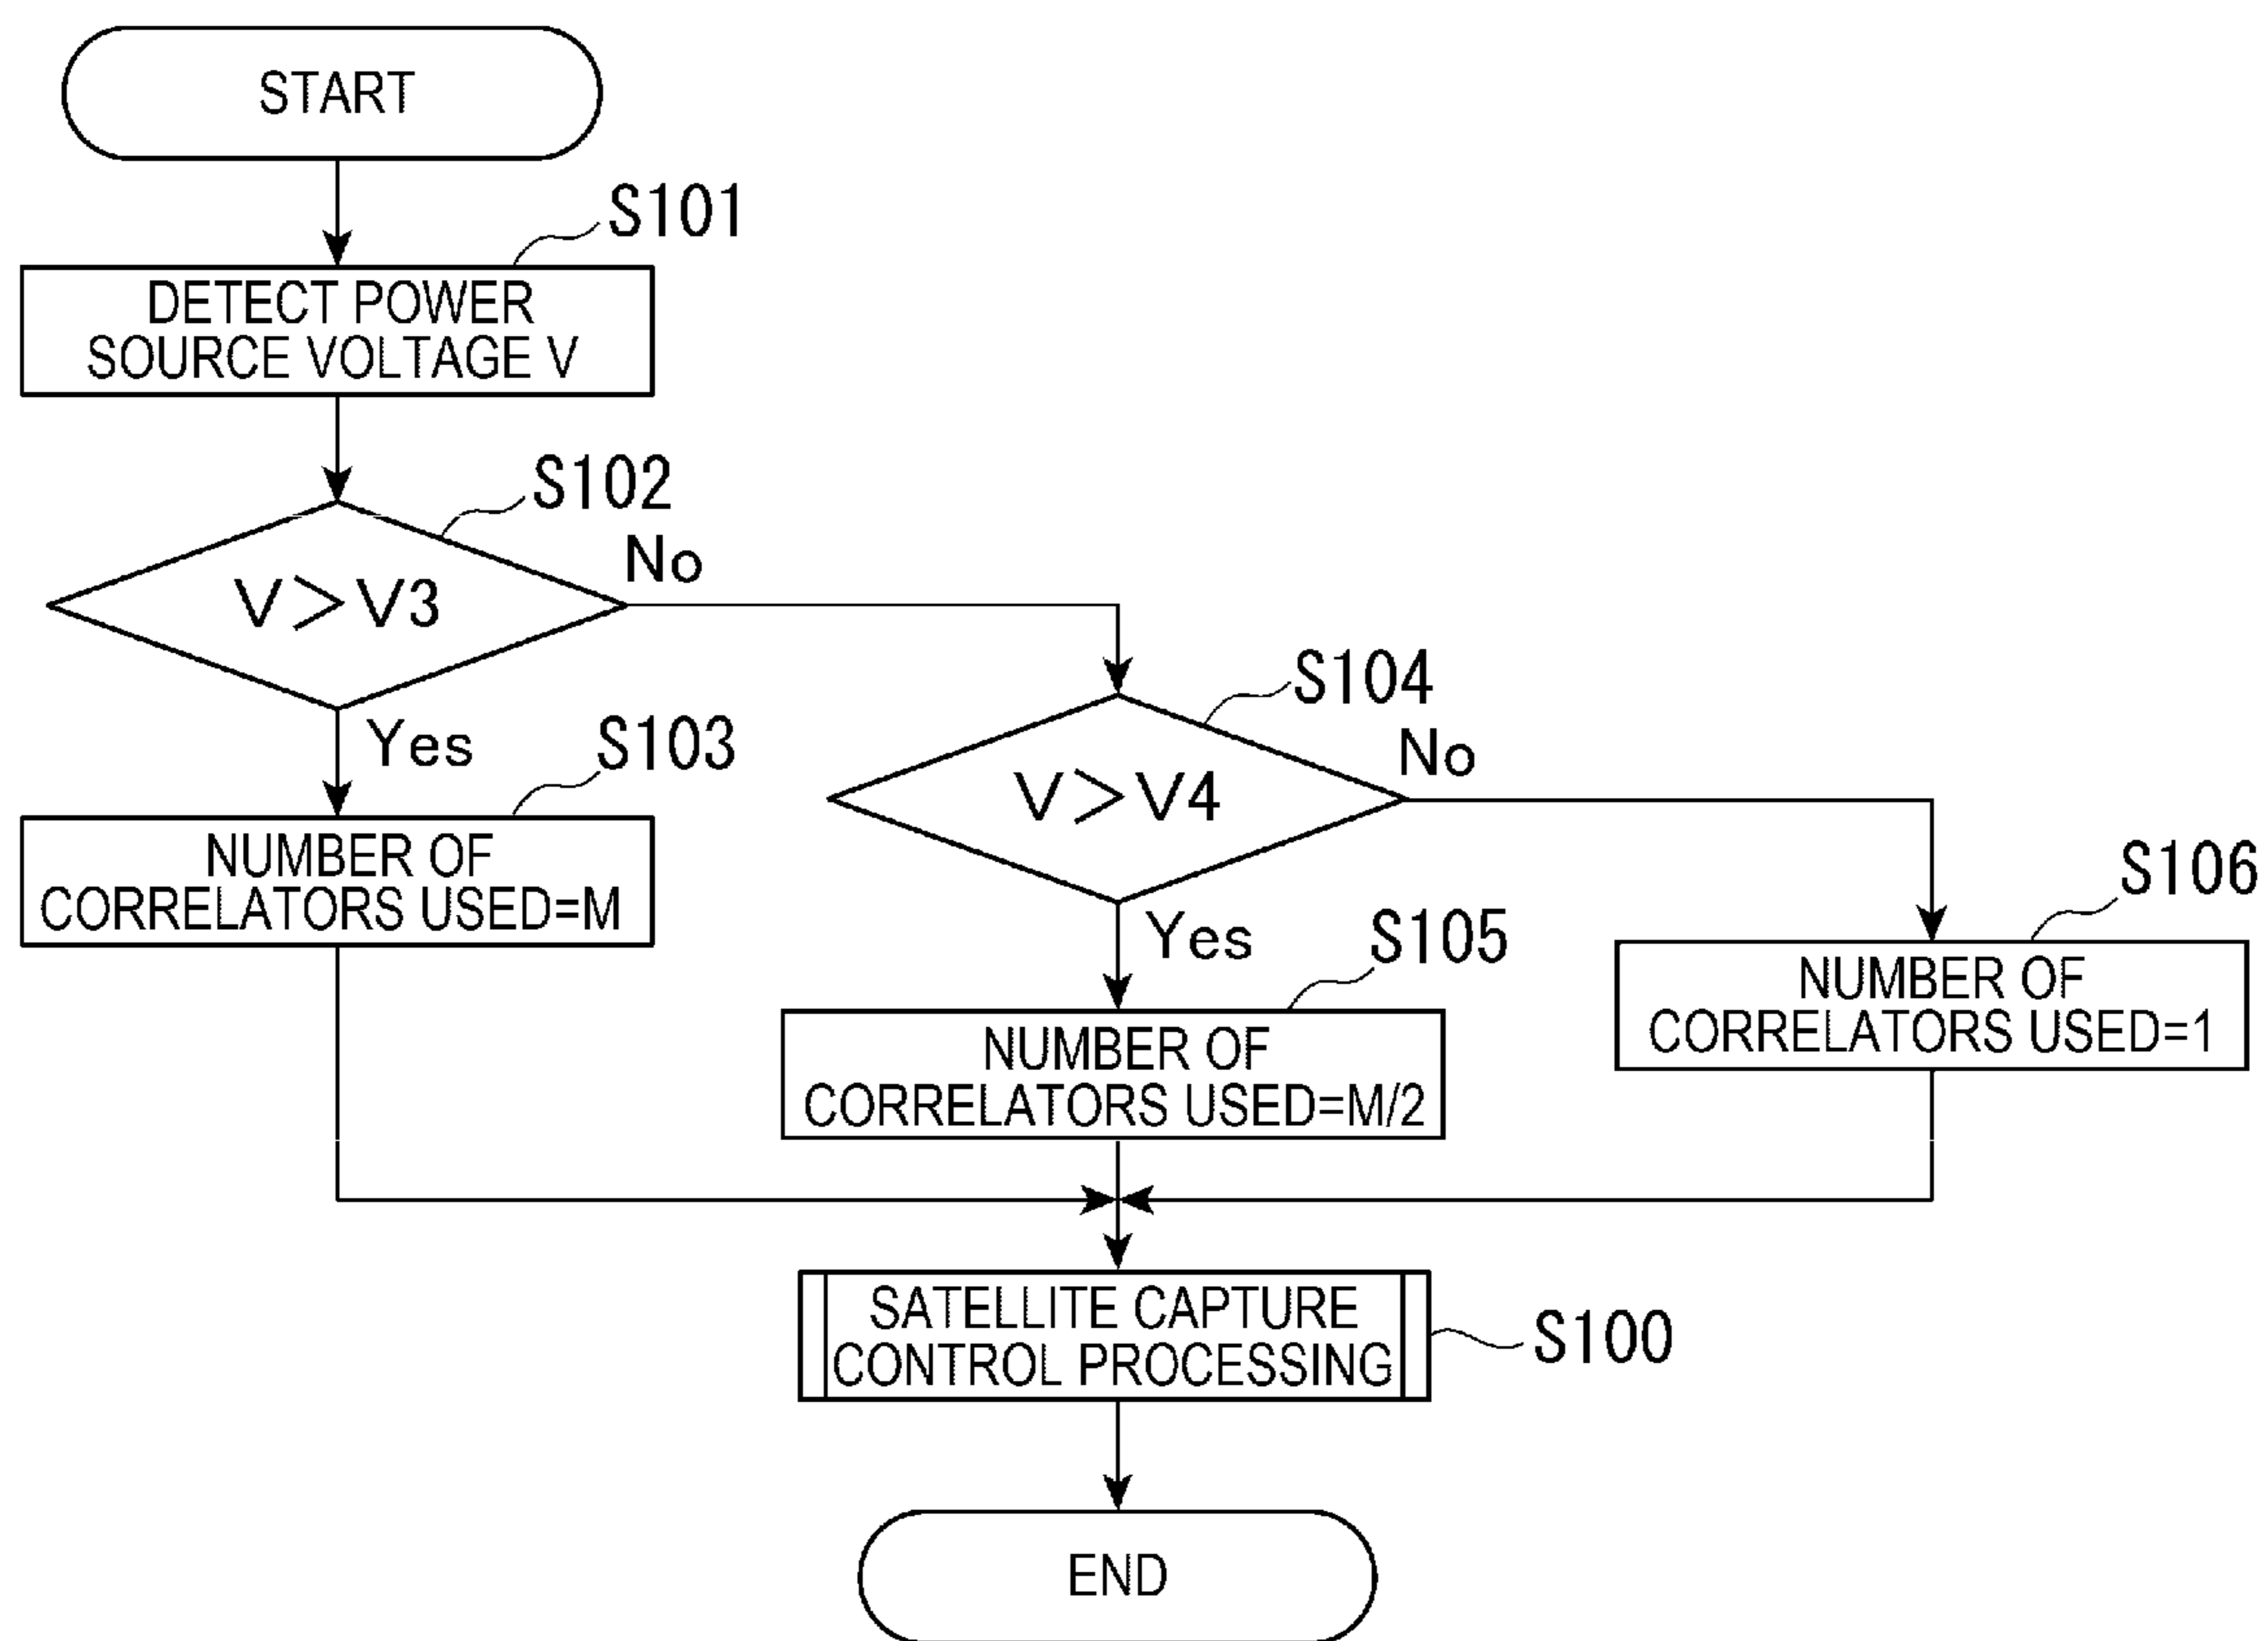 START
S101
DETECT POWER
SOURCE VOLTAGE V
S102
V>V3
No
Yes
S103
NUMBER OF
CORRELATORS USED=M
S104
V>V4
No
Yes
S105
NUMBER OF
CORRELATORS USED=M/2
S106
NUMBER OF
CORRELATORS USED=1
SATELLITE CAPTURE
CONTROL PROCESSING
S100
END